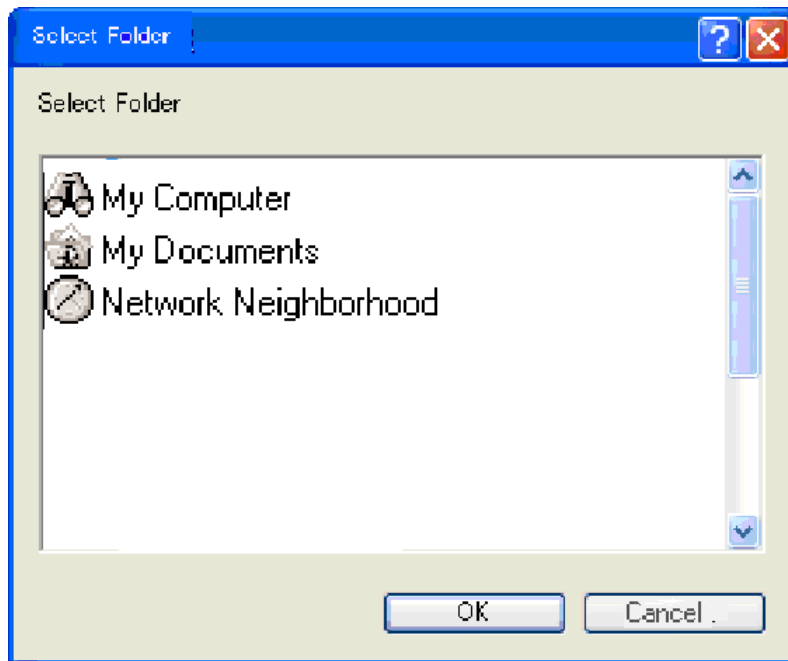 Select Folder
Select Folder
My Computer
My Documents
Network Neighborhood
OK
Cancel .